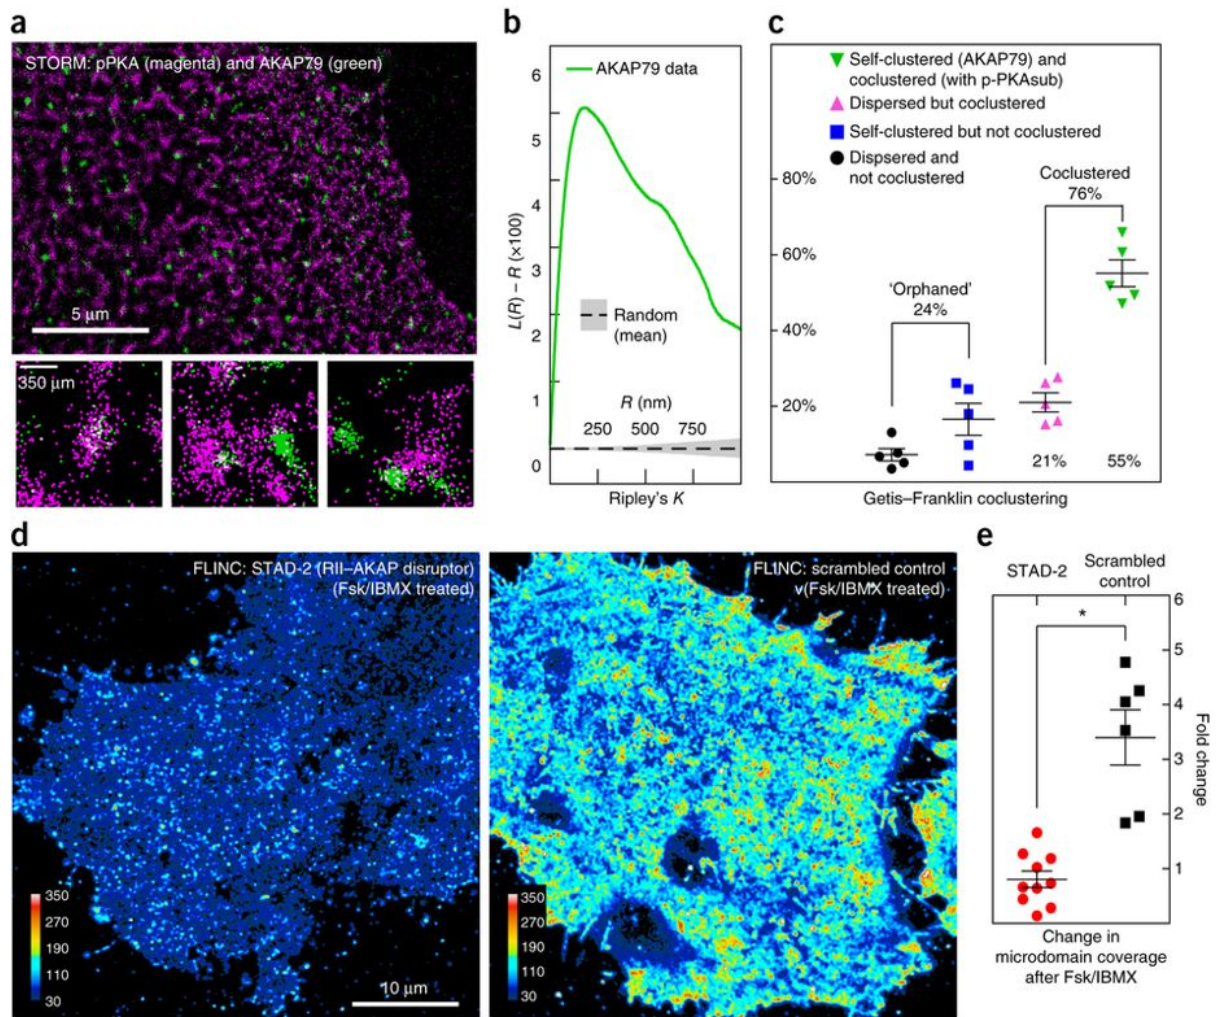 a
STORM: pPKA (magenta) and AKAP79 (green)
5 μm
350 μm
b
6
5
4
3
2
1
0
L(R) – R (×100)
AKAP79 data
Random
(mean)
R (nm)
250 500 750
Ripley's K
c
Self-clustered (AKAP79) and
coclustered (with p-PKAsub)
Dispersed but coclustered
Self-clustered but not coclustered
Dispsered and
not coclustered
80%
60%
40%
20%
'Orphaned'
24%
Coclustered
76%
21% 55%
Getis–Franklin coclustering
d
FLINC: STAD-2 (RII–AKAP disruptor)
(Fsk/IBMX treated)
350
270
190
110
30
10 μm
FLINC: scrambled control
v(Fsk/IBMX treated)
350
270
190
110
30
e
STAD-2
Scrambled
control
*
6
5
4
3
2
1
Fold change
Change in
microdomain coverage
after Fsk/IBMX